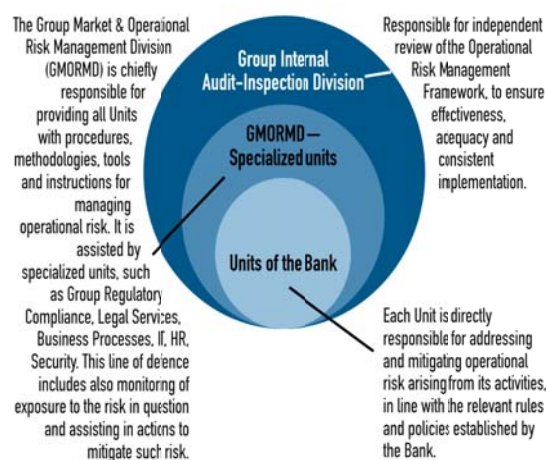 The Group Market & Operational
Risk Management Division
(GMORMD) is chiefly
responsible for
providing all Units
with procedures,
methodologies, tools
and instructions for
managing
operational risk. It is
assisted by
specialized units, such
as Group Regulatory
Compliance, Legal Services,
Business Processes, IT, HR,
Security. This line of defence
includes also monitoring of
exposure to the risk in question
and assisting in actions to
mitigate such risk.
Group Internal
Audit-Inspection Division
GMORMD—
Specialized units
Units of the Bank
Responsible for independent
review of the Operational
Risk Management
Framework, to ensure
effectiveness,
adequacy and
consistent
implementation.
Each Unit is directly
responsible for addressing
and mitigating operational
risk arising from its activities,
in line with the relevant rules
and policies established by
the Bank.